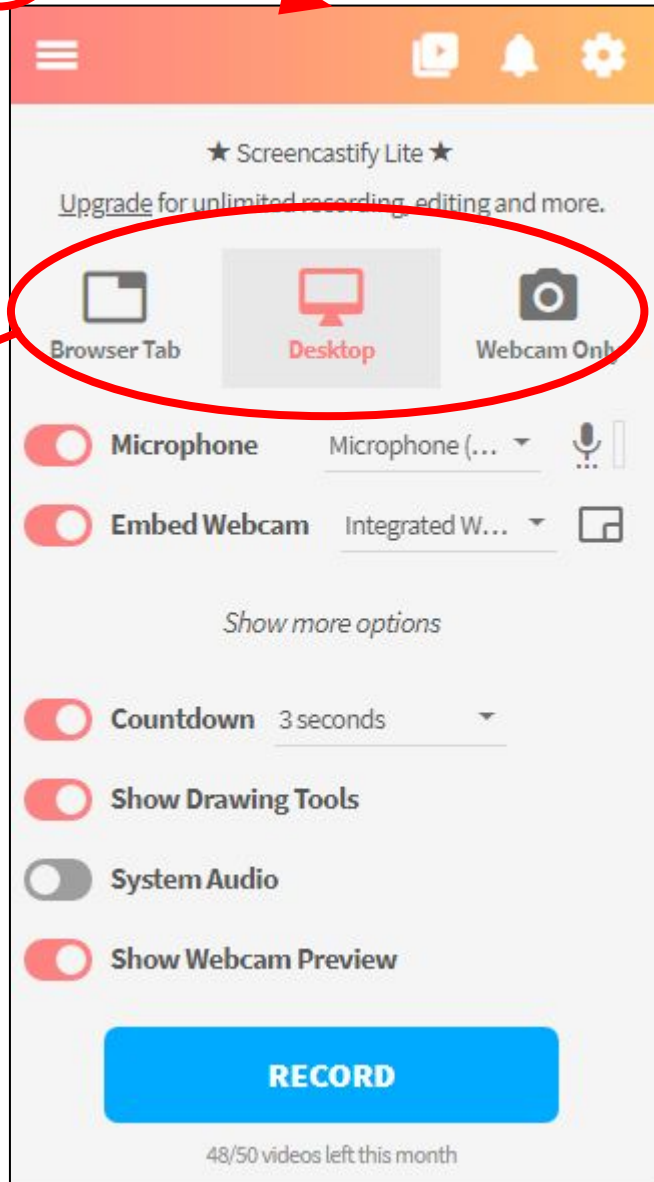 ★ Screencastify Lite ★
Upgrade for unlimited recording, editing and more.
Browser Tab Desktop Webcam Only
Microphone Microphone (... 
Embed Webcam Integrated W...
Show more options
Countdown 3 seconds
Show Drawing Tools
System Audio
Show Webcam Preview
RECORD
48/50 videos left this month